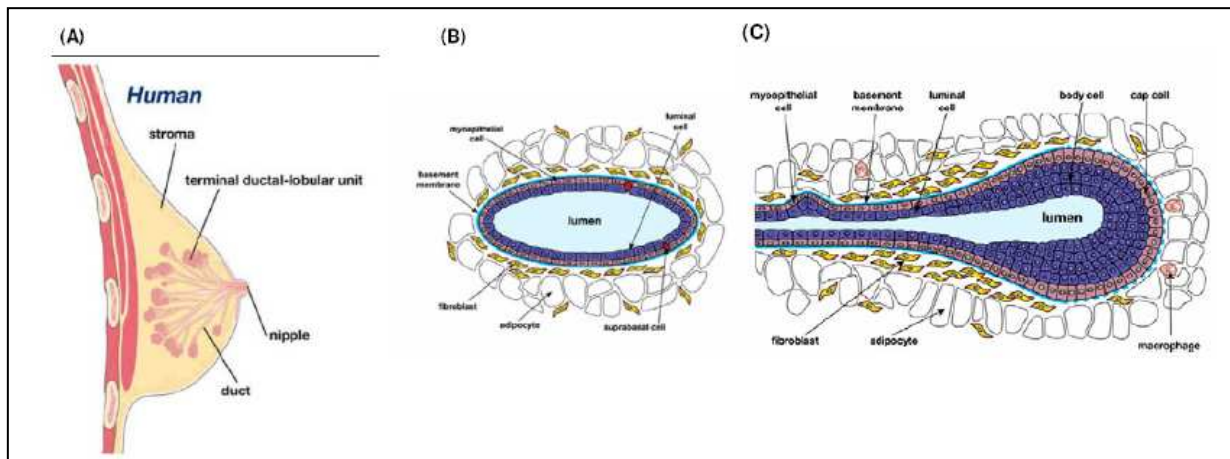 (A)
Human
stroma
terminal ductal-lobular unit
nipple
duct
(B)
myoepithelial
cell
luminal
cell
basement
membrane
lumen
fibroblast
adipocyte
suprabasal cell
(C)
myoepithelial
cell
basement
membrane
luminal
cell
body cell
cap cell
lumen
fibroblast
adipocyte
macrophage